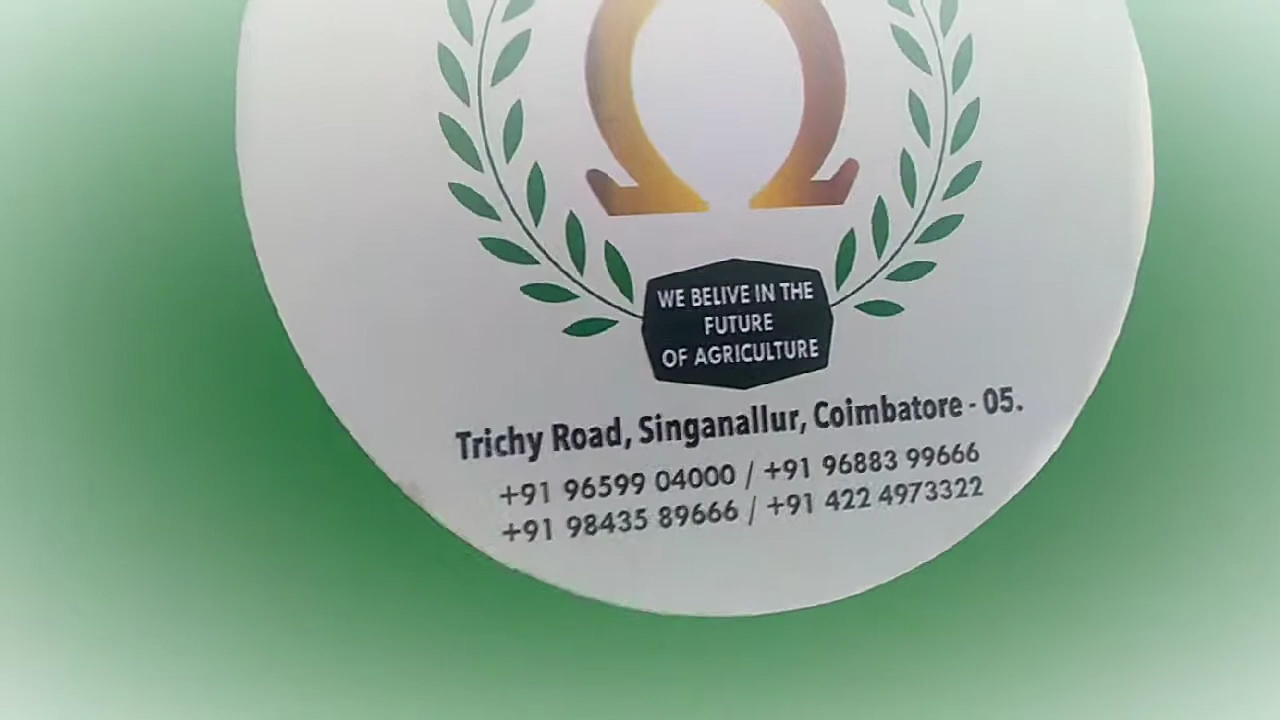 WE BELIVE IN THE
FUTURE
OF AGRICULTURE
Trichy Road, Singanallur, Coimbatore - 05.
+91 96599 04000 / +91 96883 99666
+91 98435 89666 / +91 422 4973322